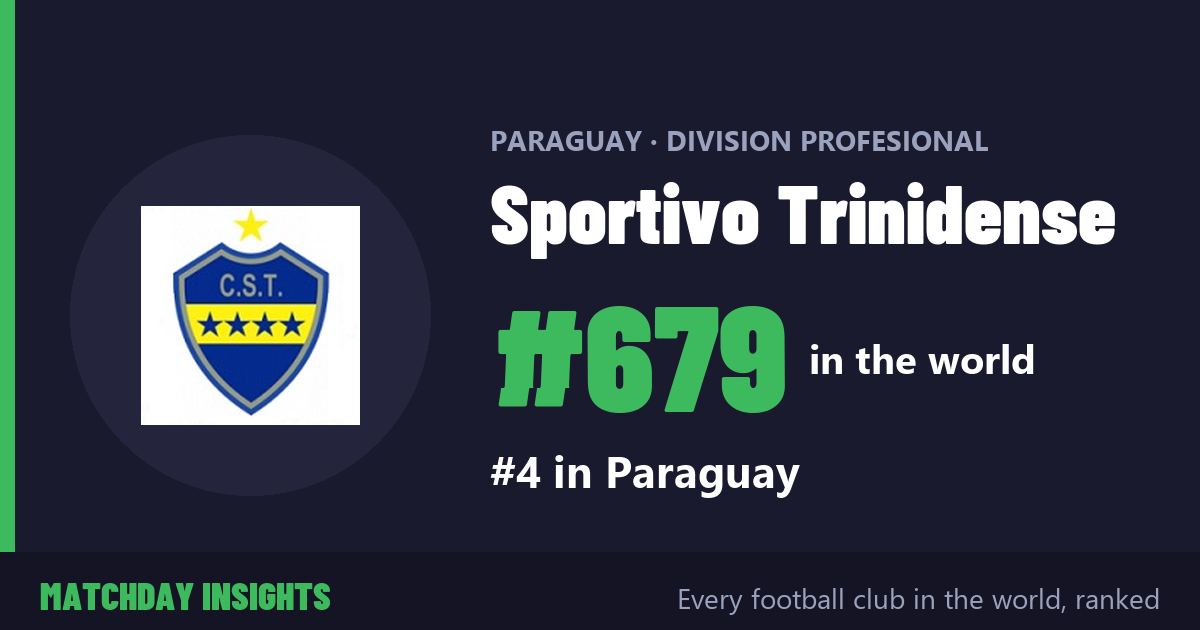 PARAGUAY · DIVISION PROFESIONAL
Sportivo Trinidense
C.S.T.
#679 in the world
#4 in Paraguay
MATCHDAY INSIGHTS
Every football club in the world, ranked